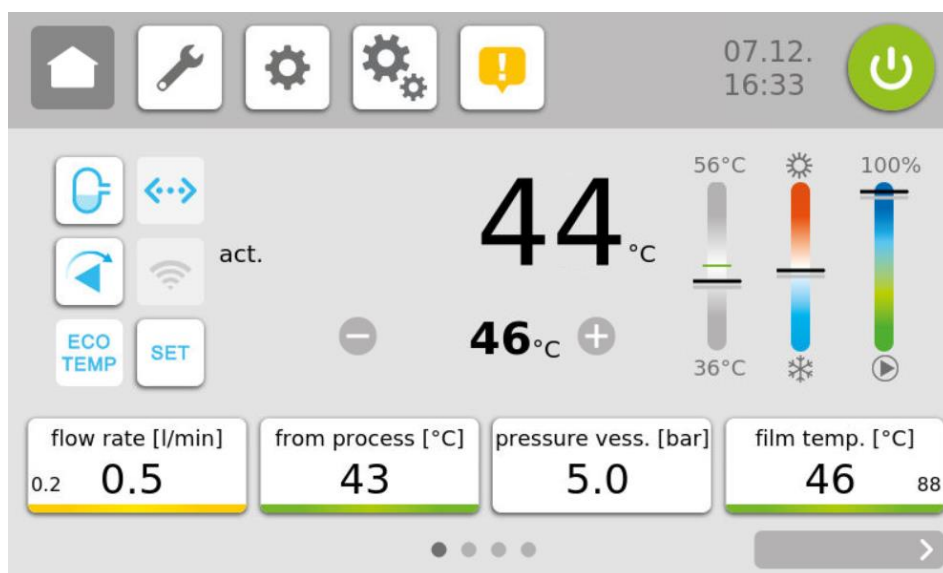 07.12.
16:33
56°C
100%
act.
44 °C
ECO
TEMP
SET
46 °C
36°C
flow rate [l/min]
0.2 0.5
from process [°C]
43
pressure vess. [bar]
5.0
film temp. [°C]
46 88